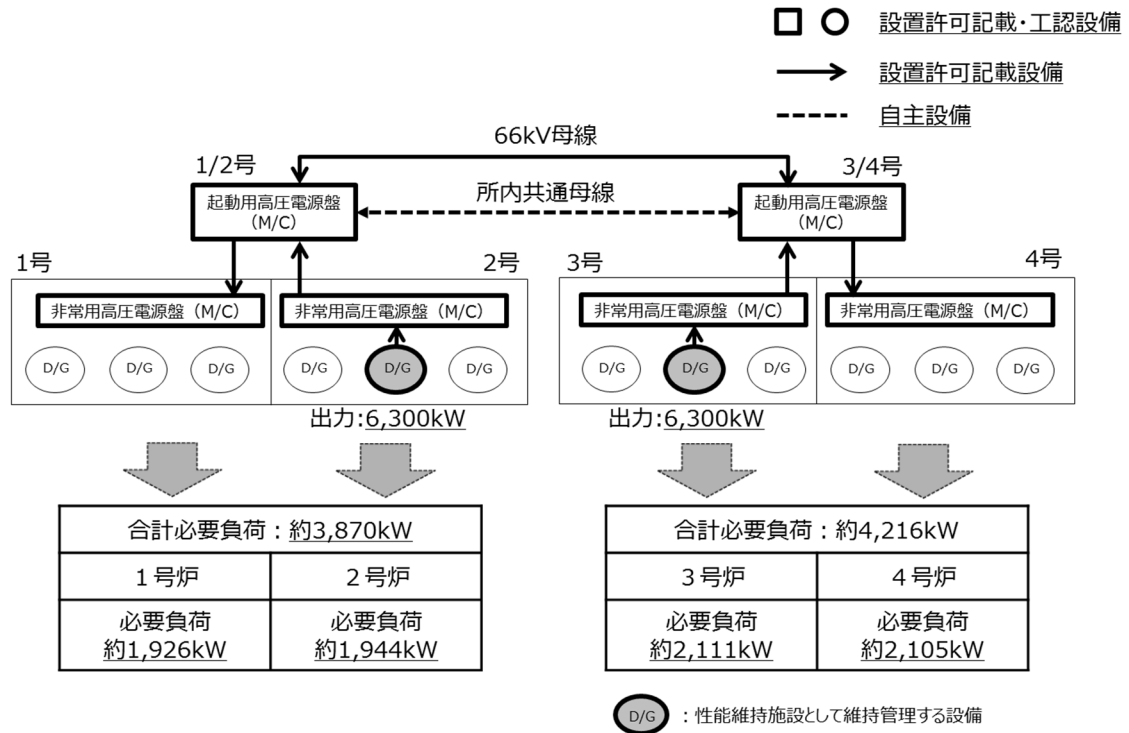 設置許可記載・工認設備
設置許可記載設備
自主設備
66kV母線
1/2号
3/4号
起動用高圧電源盤
(M/C)
所内共通母線
起動用高圧電源盤
(M/C)
1号
2号
3号
4号
非常用高圧電源盤（M/C）
非常用高圧電源盤（M/C）
非常用高圧電源盤（M/C）
非常用高圧電源盤（M/C）
D/G
D/G
D/G
D/G
D/G
D/G
D/G
D/G
D/G
D/G
D/G
D/G
出力:6,300kW
出力:6,300kW
合計必要負荷：約3,870kW
１号炉
２号炉
必要負荷
約1,926kW
必要負荷
約1,944kW
合計必要負荷：約4,216kW
３号炉
４号炉
必要負荷
約2,111kW
必要負荷
約2,105kW
D/G ：性能維持施設として維持管理する設備